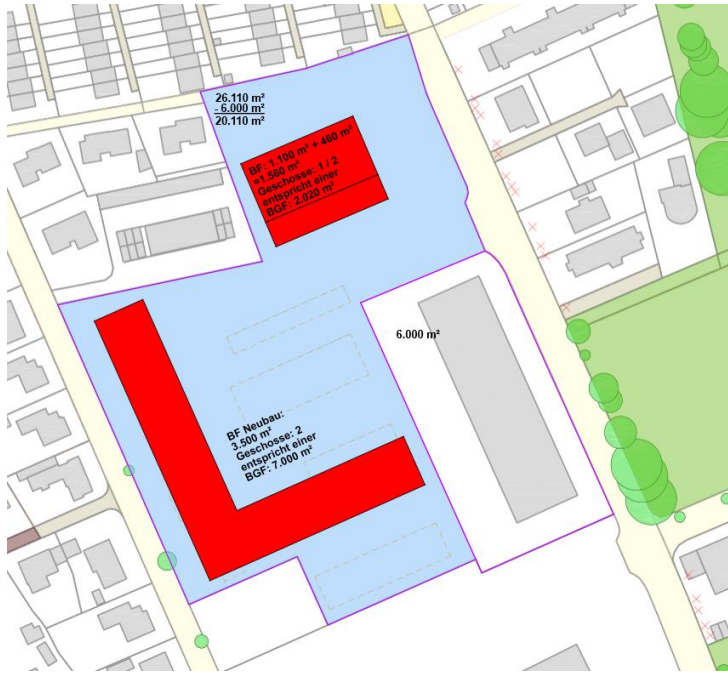 26.110 m²
- 6.000 m²
20.110 m²
BF: 1.100 m² + 460 m²
=1.560 m²
Geschosse: 1 / 2
entspricht einer
BGF: 2.020 m²
6.000 m²
BF Neubau:
3.500 m²
Geschosse: 2
entspricht einer
BGF: 7.000 m²